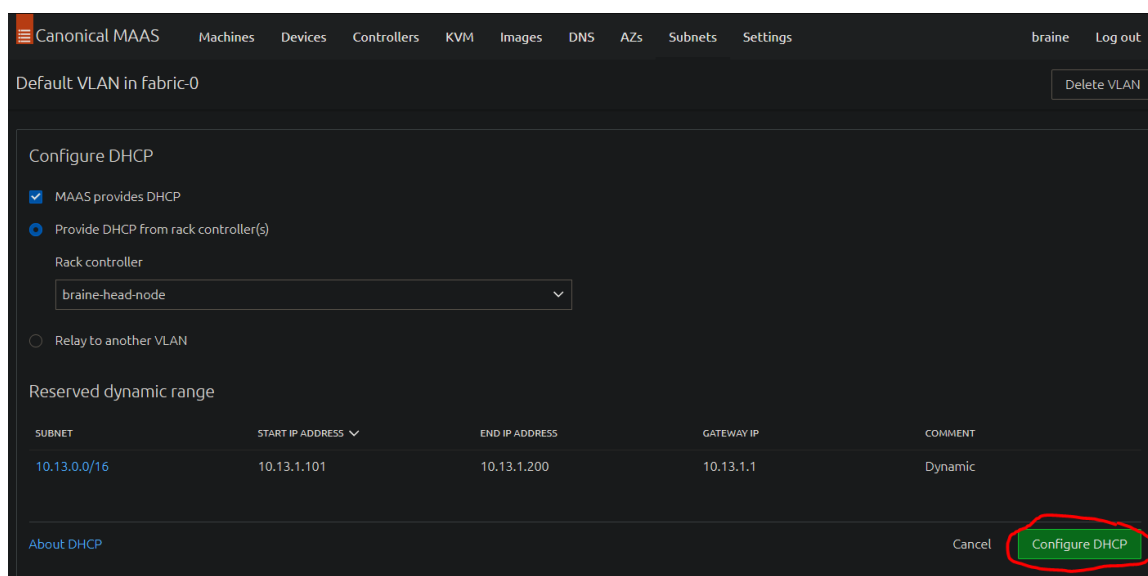 Canonical MAAS Machines Devices Controllers KVM Images DNS AZs Subnets Settings braine Log out
Default VLAN in fabric-0 Delete VLAN
Configure DHCP
MAAS provides DHCP
Provide DHCP from rack controller(s)
Rack controller
braine-head-node
Relay to another VLAN
Reserved dynamic range
SUBNET START IP ADDRESS END IP ADDRESS GATEWAY IP COMMENT
10.13.0.0/16 10.13.1.101 10.13.1.200 10.13.1.1 Dynamic
About DHCP Cancel Configure DHCP